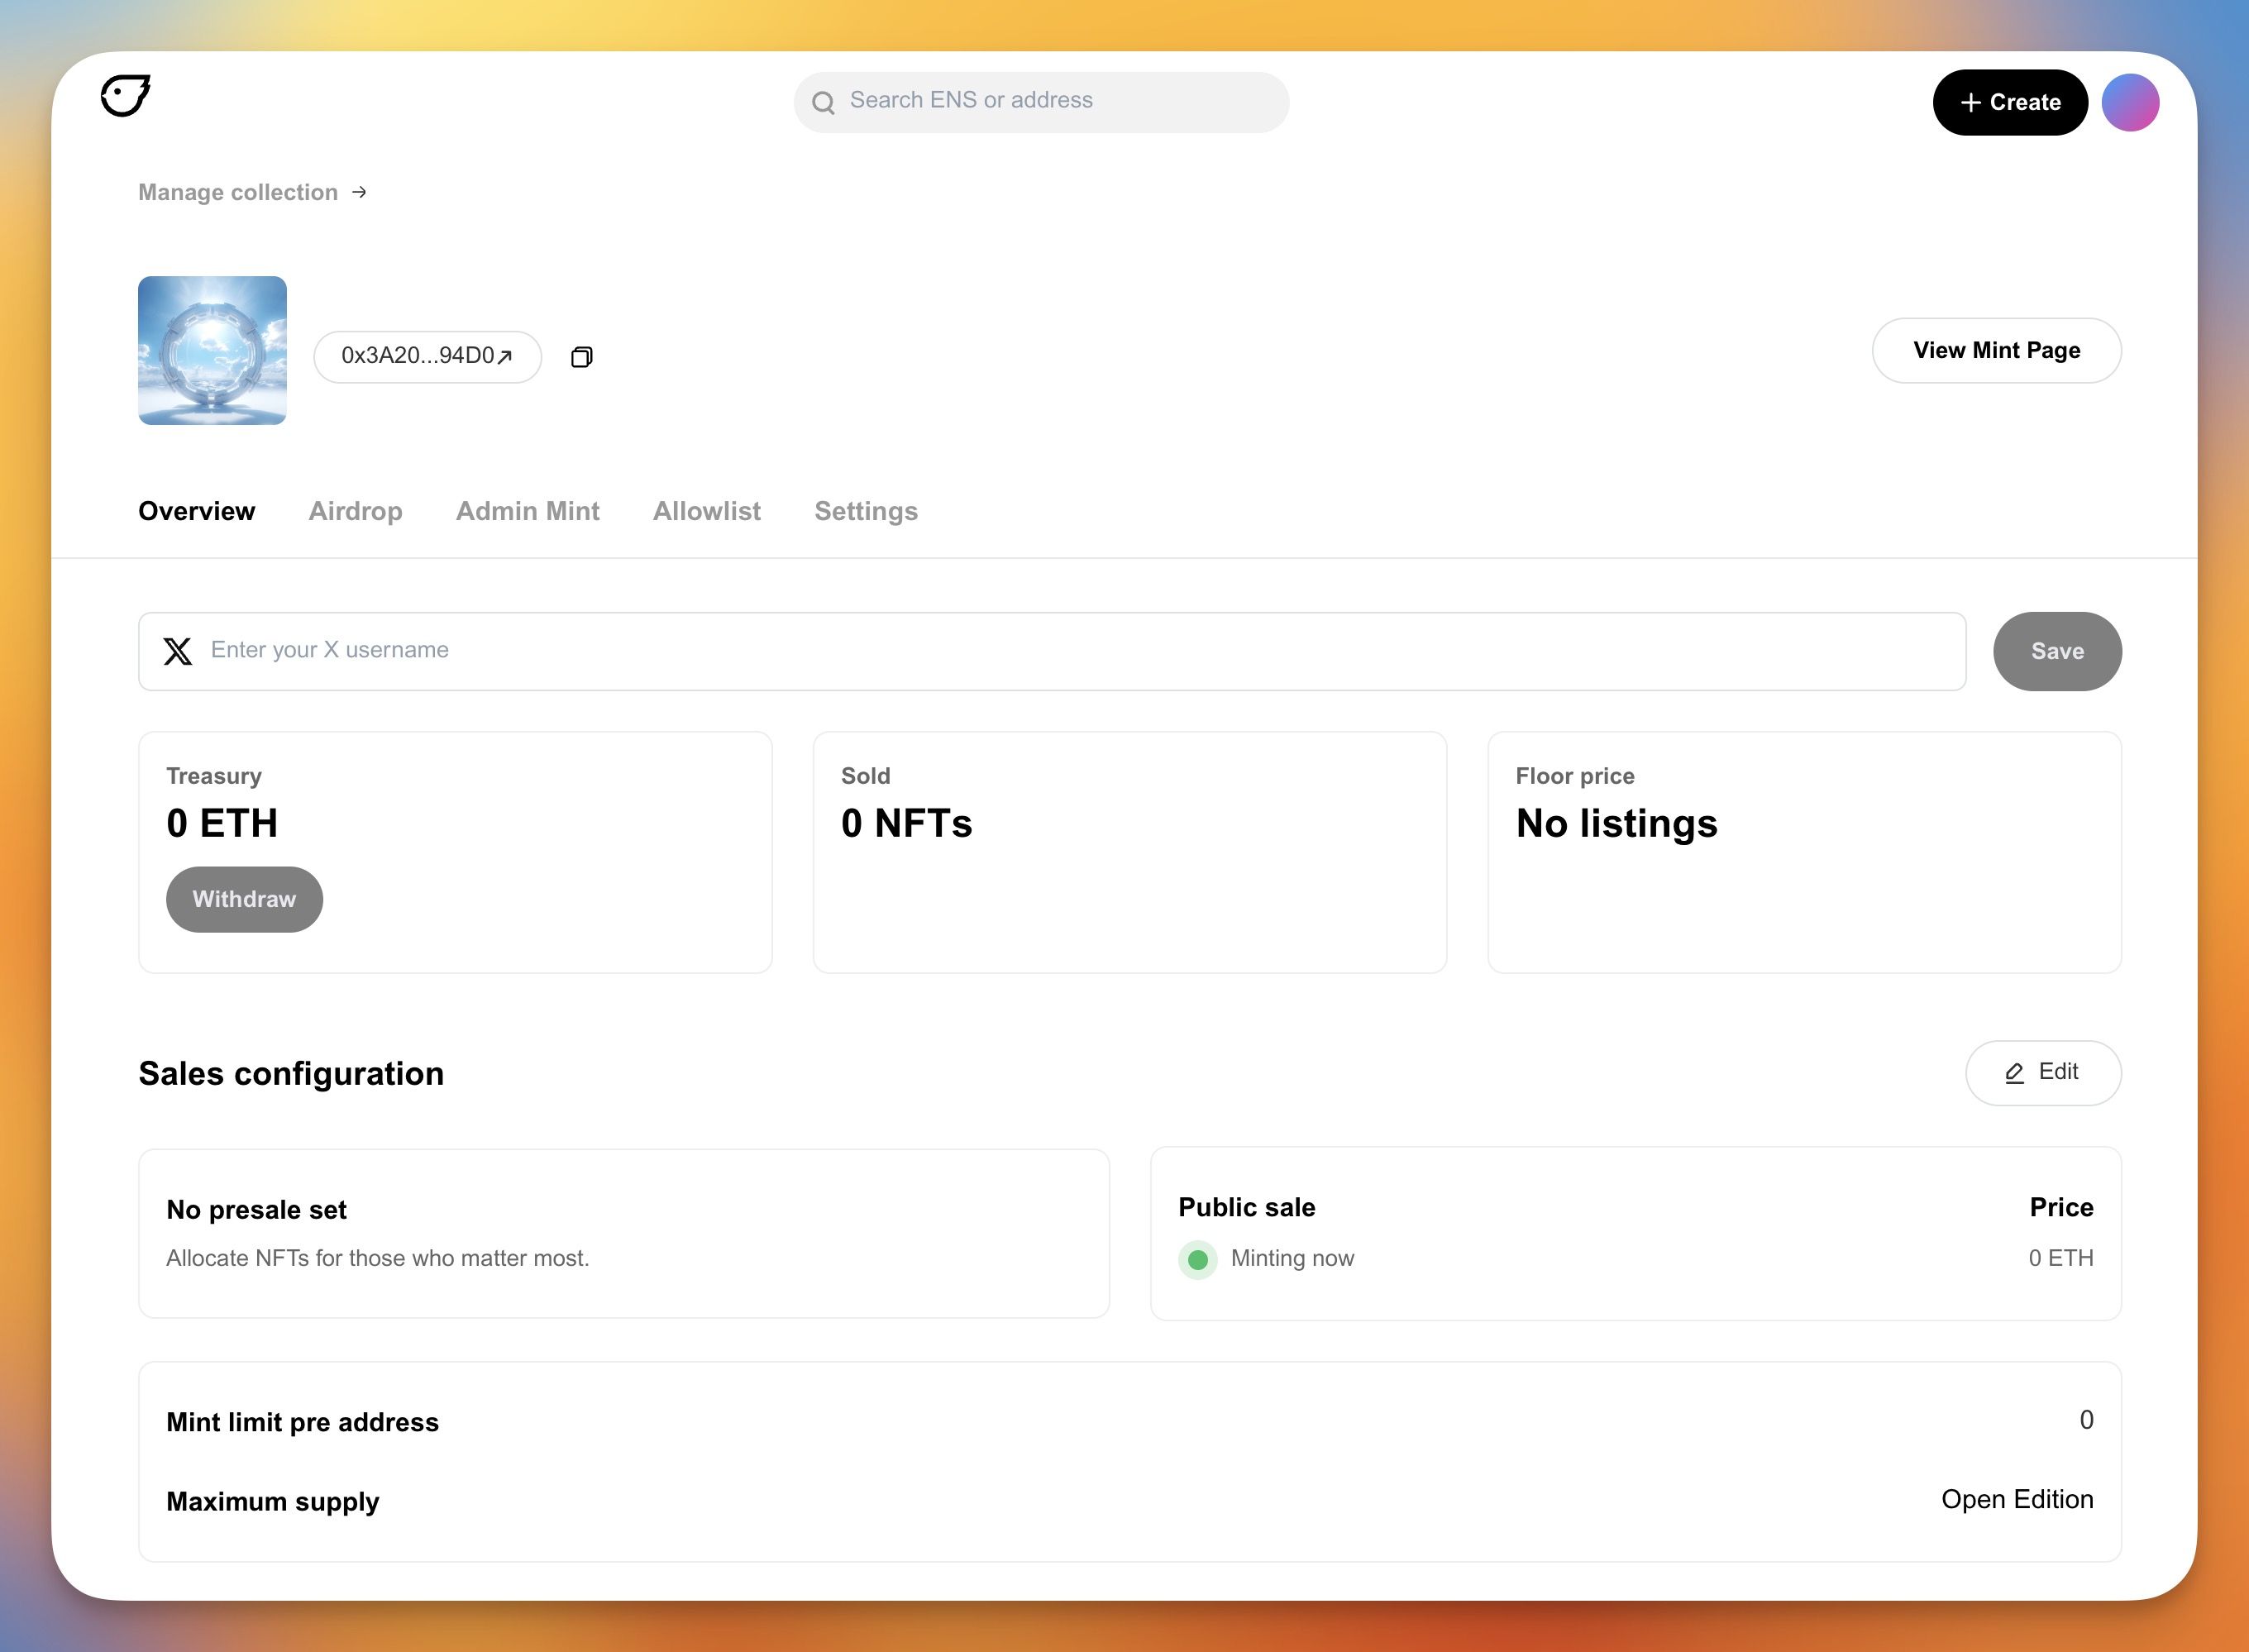 Search ENS or address
Create
Manage collection →
0x3A20...94D0↗
View Mint Page
Overview Airdrop Admin Mint Allowlist Settings
Enter your X username
Save
Treasury
0 ETH
Withdraw
Sold
0 NFTs
Floor price
No listings
Sales configuration
Edit
No presale set
Allocate NFTs for those who matter most.
Public sale Price
Minting now 0 ETH
Mint limit pre address 0
Maximum supply Open Edition